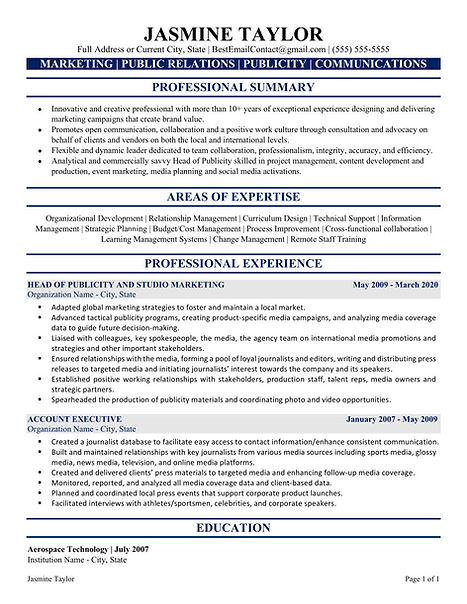 JASMINE TAYLOR
Full Address or Current City, State | BestEmailContact@gmail.com | (555) 555-5555
MARKETING | PUBLIC RELATIONS | PUBLICITY | COMMUNICATIONS
PROFESSIONAL SUMMARY
• Innovative and creative professional with more than 10+ years of exceptional experience designing and delivering
marketing campaigns that create brand value.
• Promotes open communication, collaboration and a positive work culture through consultation and advocacy on
behalf of clients and vendors on both the local and international levels.
• Flexible and dynamic leader dedicated to team collaboration, professionalism, integrity, accuracy, and efficiency.
• Analytical and commercially savvy Head of Publicity skilled in project management, content development and
production, event marketing, media planning and social media activations.
AREAS OF EXPERTISE
Organizational Development | Relationship Management | Curriculum Design | Technical Support | Information
Management | Strategic Planning | Budget/Cost Management | Process Improvement | Cross-functional collaboration |
Learning Management Systems | Change Management | Remote Staff Training
PROFESSIONAL EXPERIENCE
HEAD OF PUBLICITY AND STUDIO MARKETING May 2009 - March 2020
Organization Name - City, State
▪ Adapted global marketing strategies to foster and maintain a local market.
▪ Advanced tactical publicity programs, creating product-specific media campaigns, and analyzing media coverage
data to guide future decision-making.
▪ Liaised with colleagues, key spokespeople, the media, and the agency team on international media promotions and
strategies and other important stakeholders.
▪ Ensured relationships with the media, forming a pool of loyal journalists and editors, writing and distributing press
releases and initiating journalists' interest towards the company and its speakers.
▪ Established positive working relationships with stakeholders, production staff, talent reps, media owners and
strategic partners.
▪ Spearheaded the production of marketing materials and coordinating photo and video opportunities.
ACCOUNT EXECUTIVE January 2007 - May 2009
Organization Name - City, State
▪ Created a journalist database to facilitate easy access to contact information/enhance consistent communication.
▪ Built and maintained relationships with key journalists from various media sources including news, sports, glossy
media, news media, television, and online media.
▪ Created and delivered clients' media releases targeted to media and enhancing follow-up media coverage.
▪ Monitored, reported, and analyzed all media coverage data and client-based data.
▪ Planned and coordinated local press events that supported corporate product launches.
▪ Facilitated interviews with athletes/sportsmen, celebrities, and corporate speakers.
EDUCATION
Aerospace Technology | July 2007
Institution Name - City, State
Jasmine Taylor Page 1 of 1